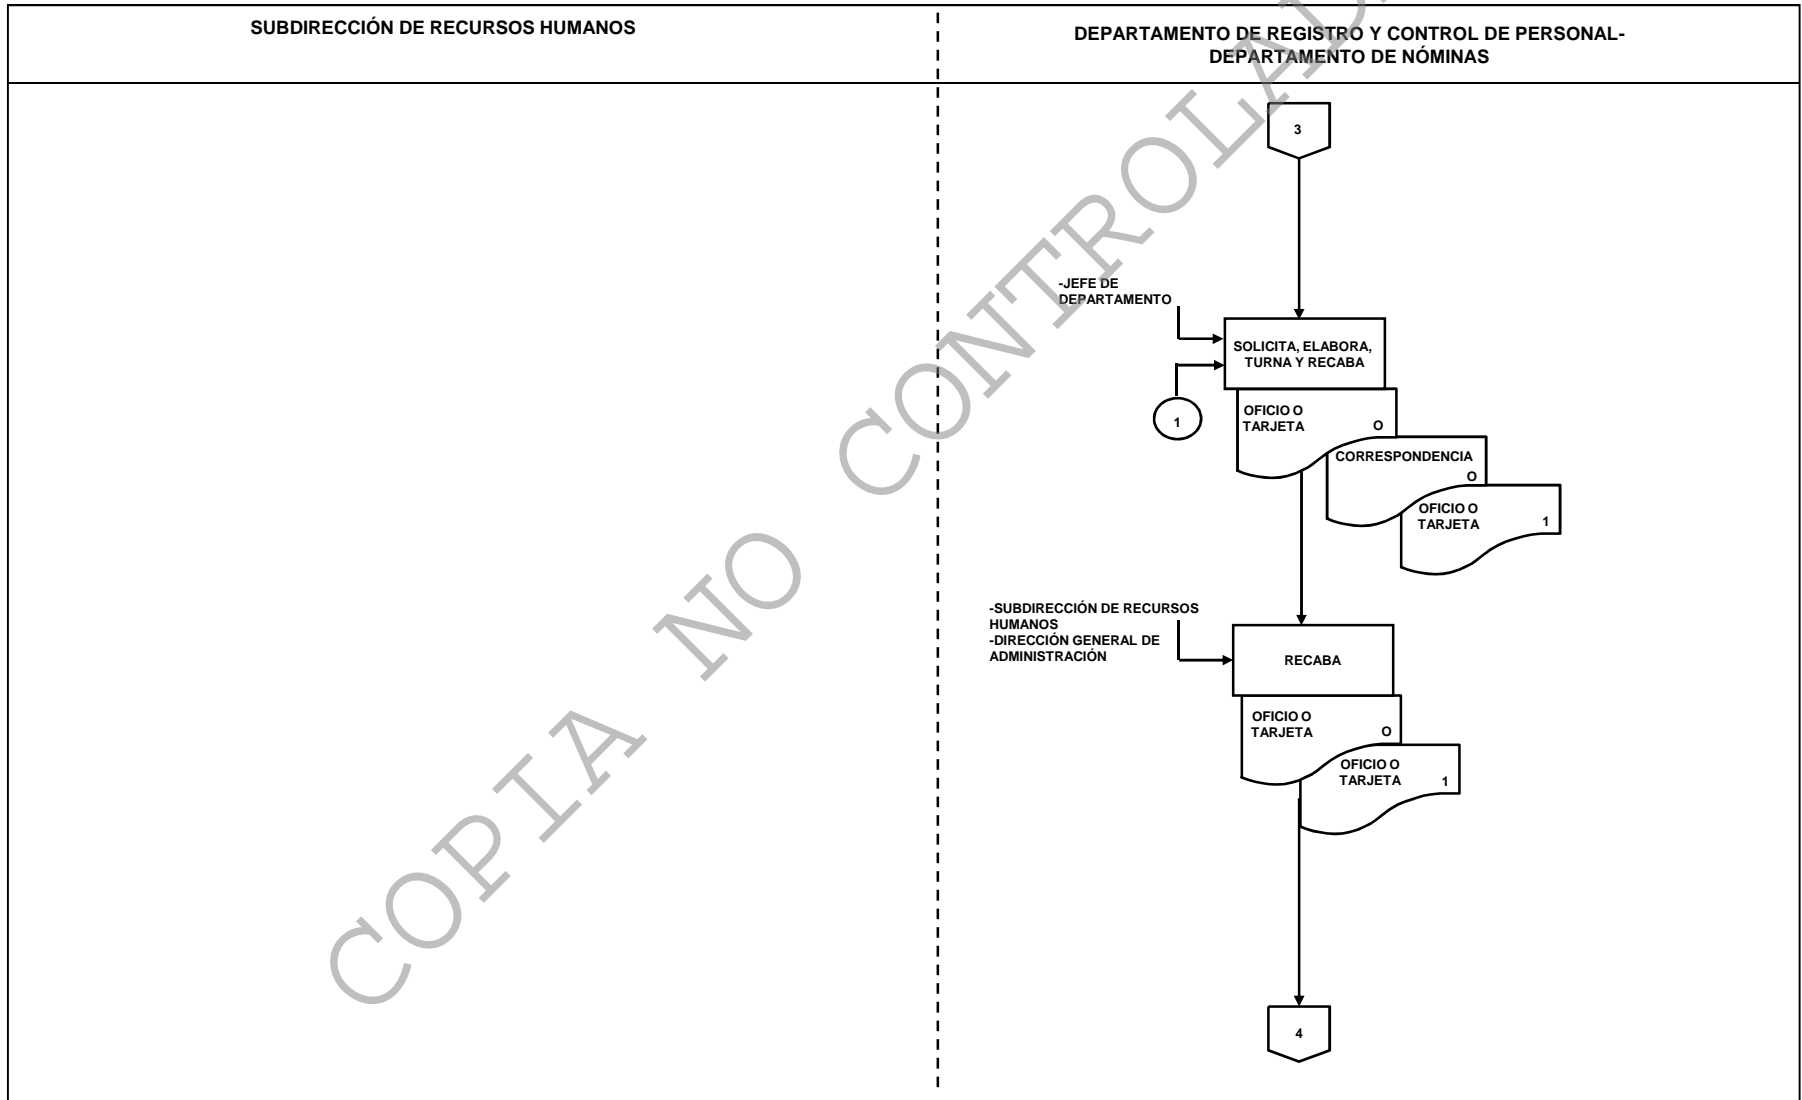 SUBDIRECCIÓN DE RECURSOS HUMANOS
DEPARTAMENTO DE REGISTRO Y CONTROL DE PERSONAL-
DEPARTAMENTO DE NÓMINAS
3
-JEFE DE
DEPARTAMENTO
SOLICITA, ELABORA,
TURNA Y RECABA
1
OFICIO O
TARJETA
O
CORRESPONDENCIA
O
OFICIO O
TARJETA
1
-SUBDIRECCIÓN DE RECURSOS
HUMANOS
-DIRECCIÓN GENERAL DE
ADMINISTRACIÓN
RECABA
OFICIO O
TARJETA
O
OFICIO O
TARJETA
1
4
COPIA NO CONTROLAD